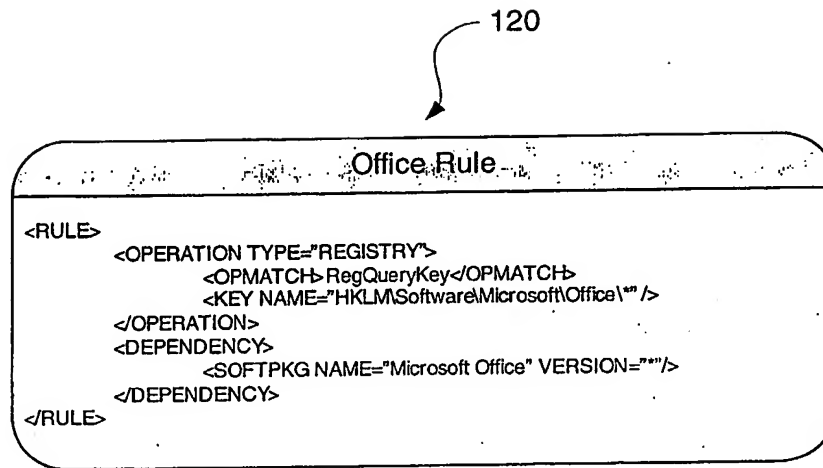 120
Office Rule
<RULE>
<OPERATION TYPE="REGISTRY">
<OPMATCH>RegQueryKey</OPMATCH>
<KEY NAME="HKLM\Software\Microsoft\Office\*" />
</OPERATION>
<DEPENDENCY>
<SOFTPKG NAME="Microsoft Office" VERSION="*"/>
</DEPENDENCY>
</RULE>